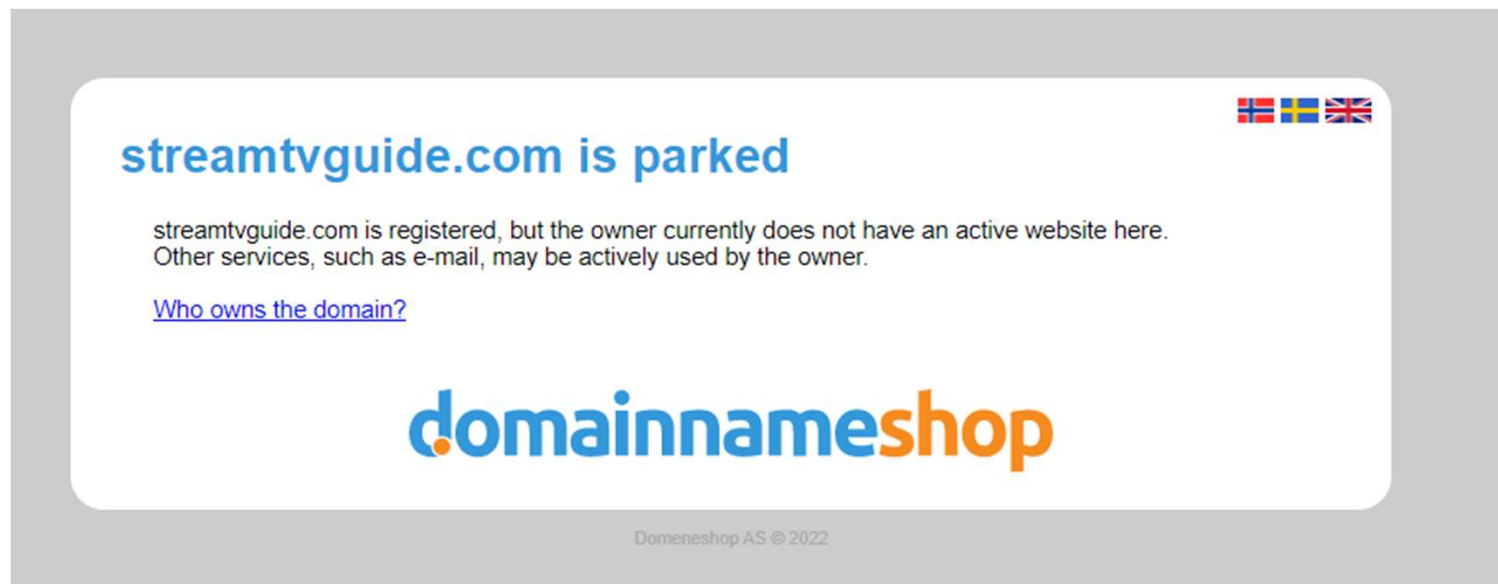 streamtvguide.com is parked
streamtvguide.com is registered, but the owner currently does not have an active website here.
Other services, such as e-mail, may be actively used by the owner.
Who owns the domain?
domainnameshop
Domeneshop AS © 2022